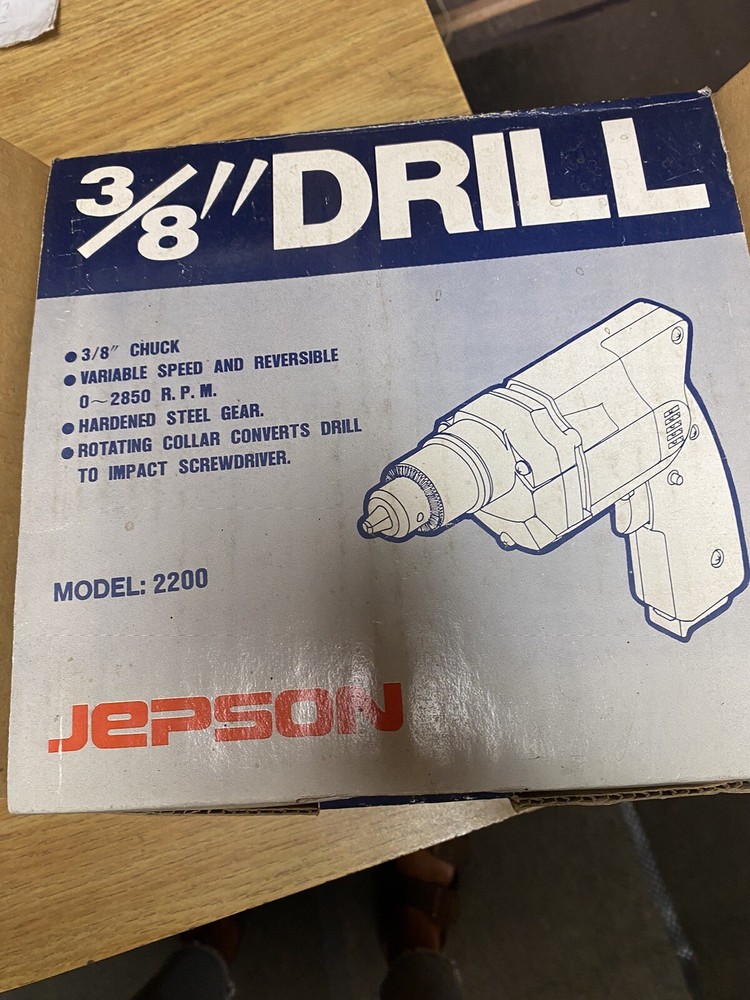 3/8" DRILL
● 3/8" CHUCK
● VARIABLE SPEED AND REVERSIBLE
0～2850 R.P.M.
● HARDENED STEEL GEAR.
● ROTATING COLLAR CONVERTS DRILL
TO IMPACT SCREWDRIVER.
MODEL: 2200
JEPSON